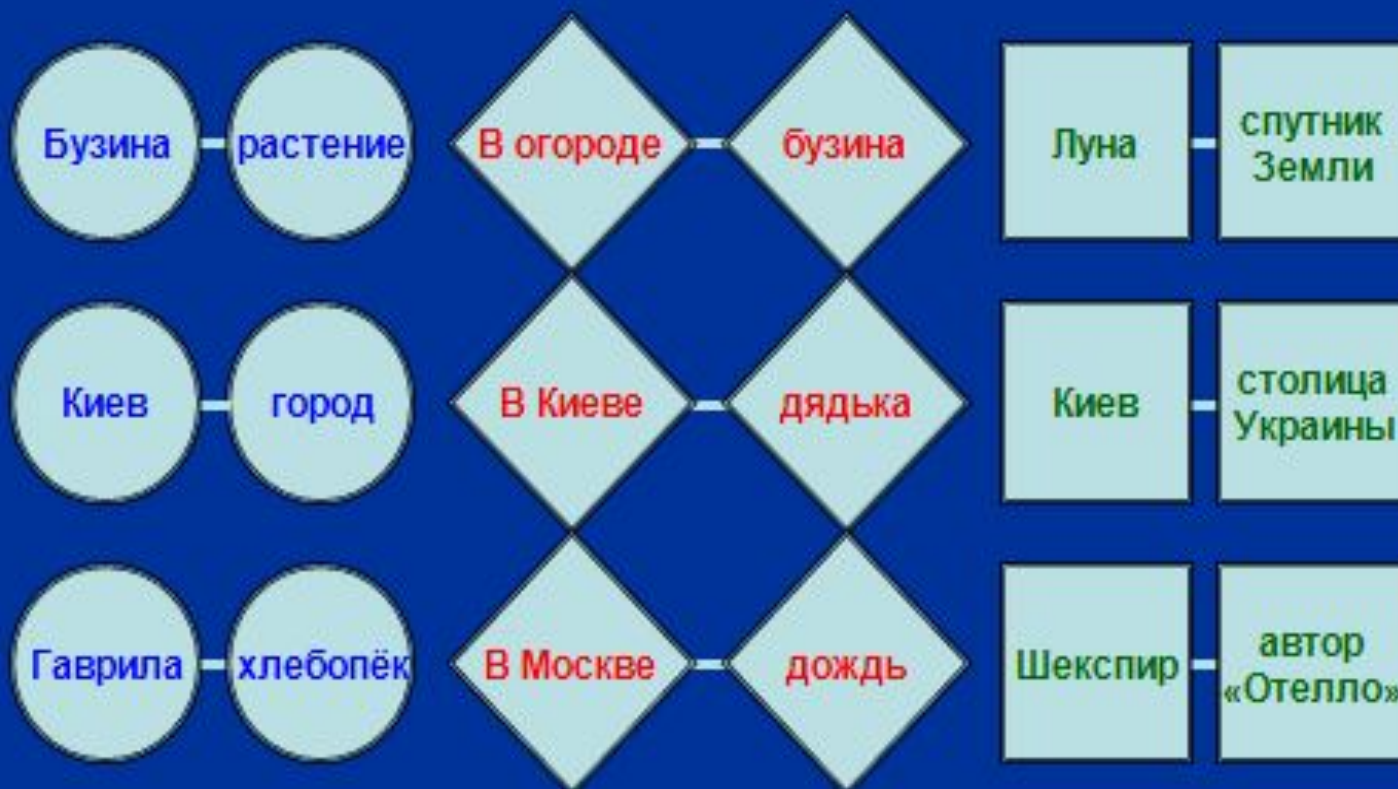 Бузина растение
В огороде бузина
Луна спутник
Земли
Киев город
В Киеве дядька
Киев столица
Украины
Гаврила хлебопёк
В Москве дождь
Шекспир автор
«Отелло»